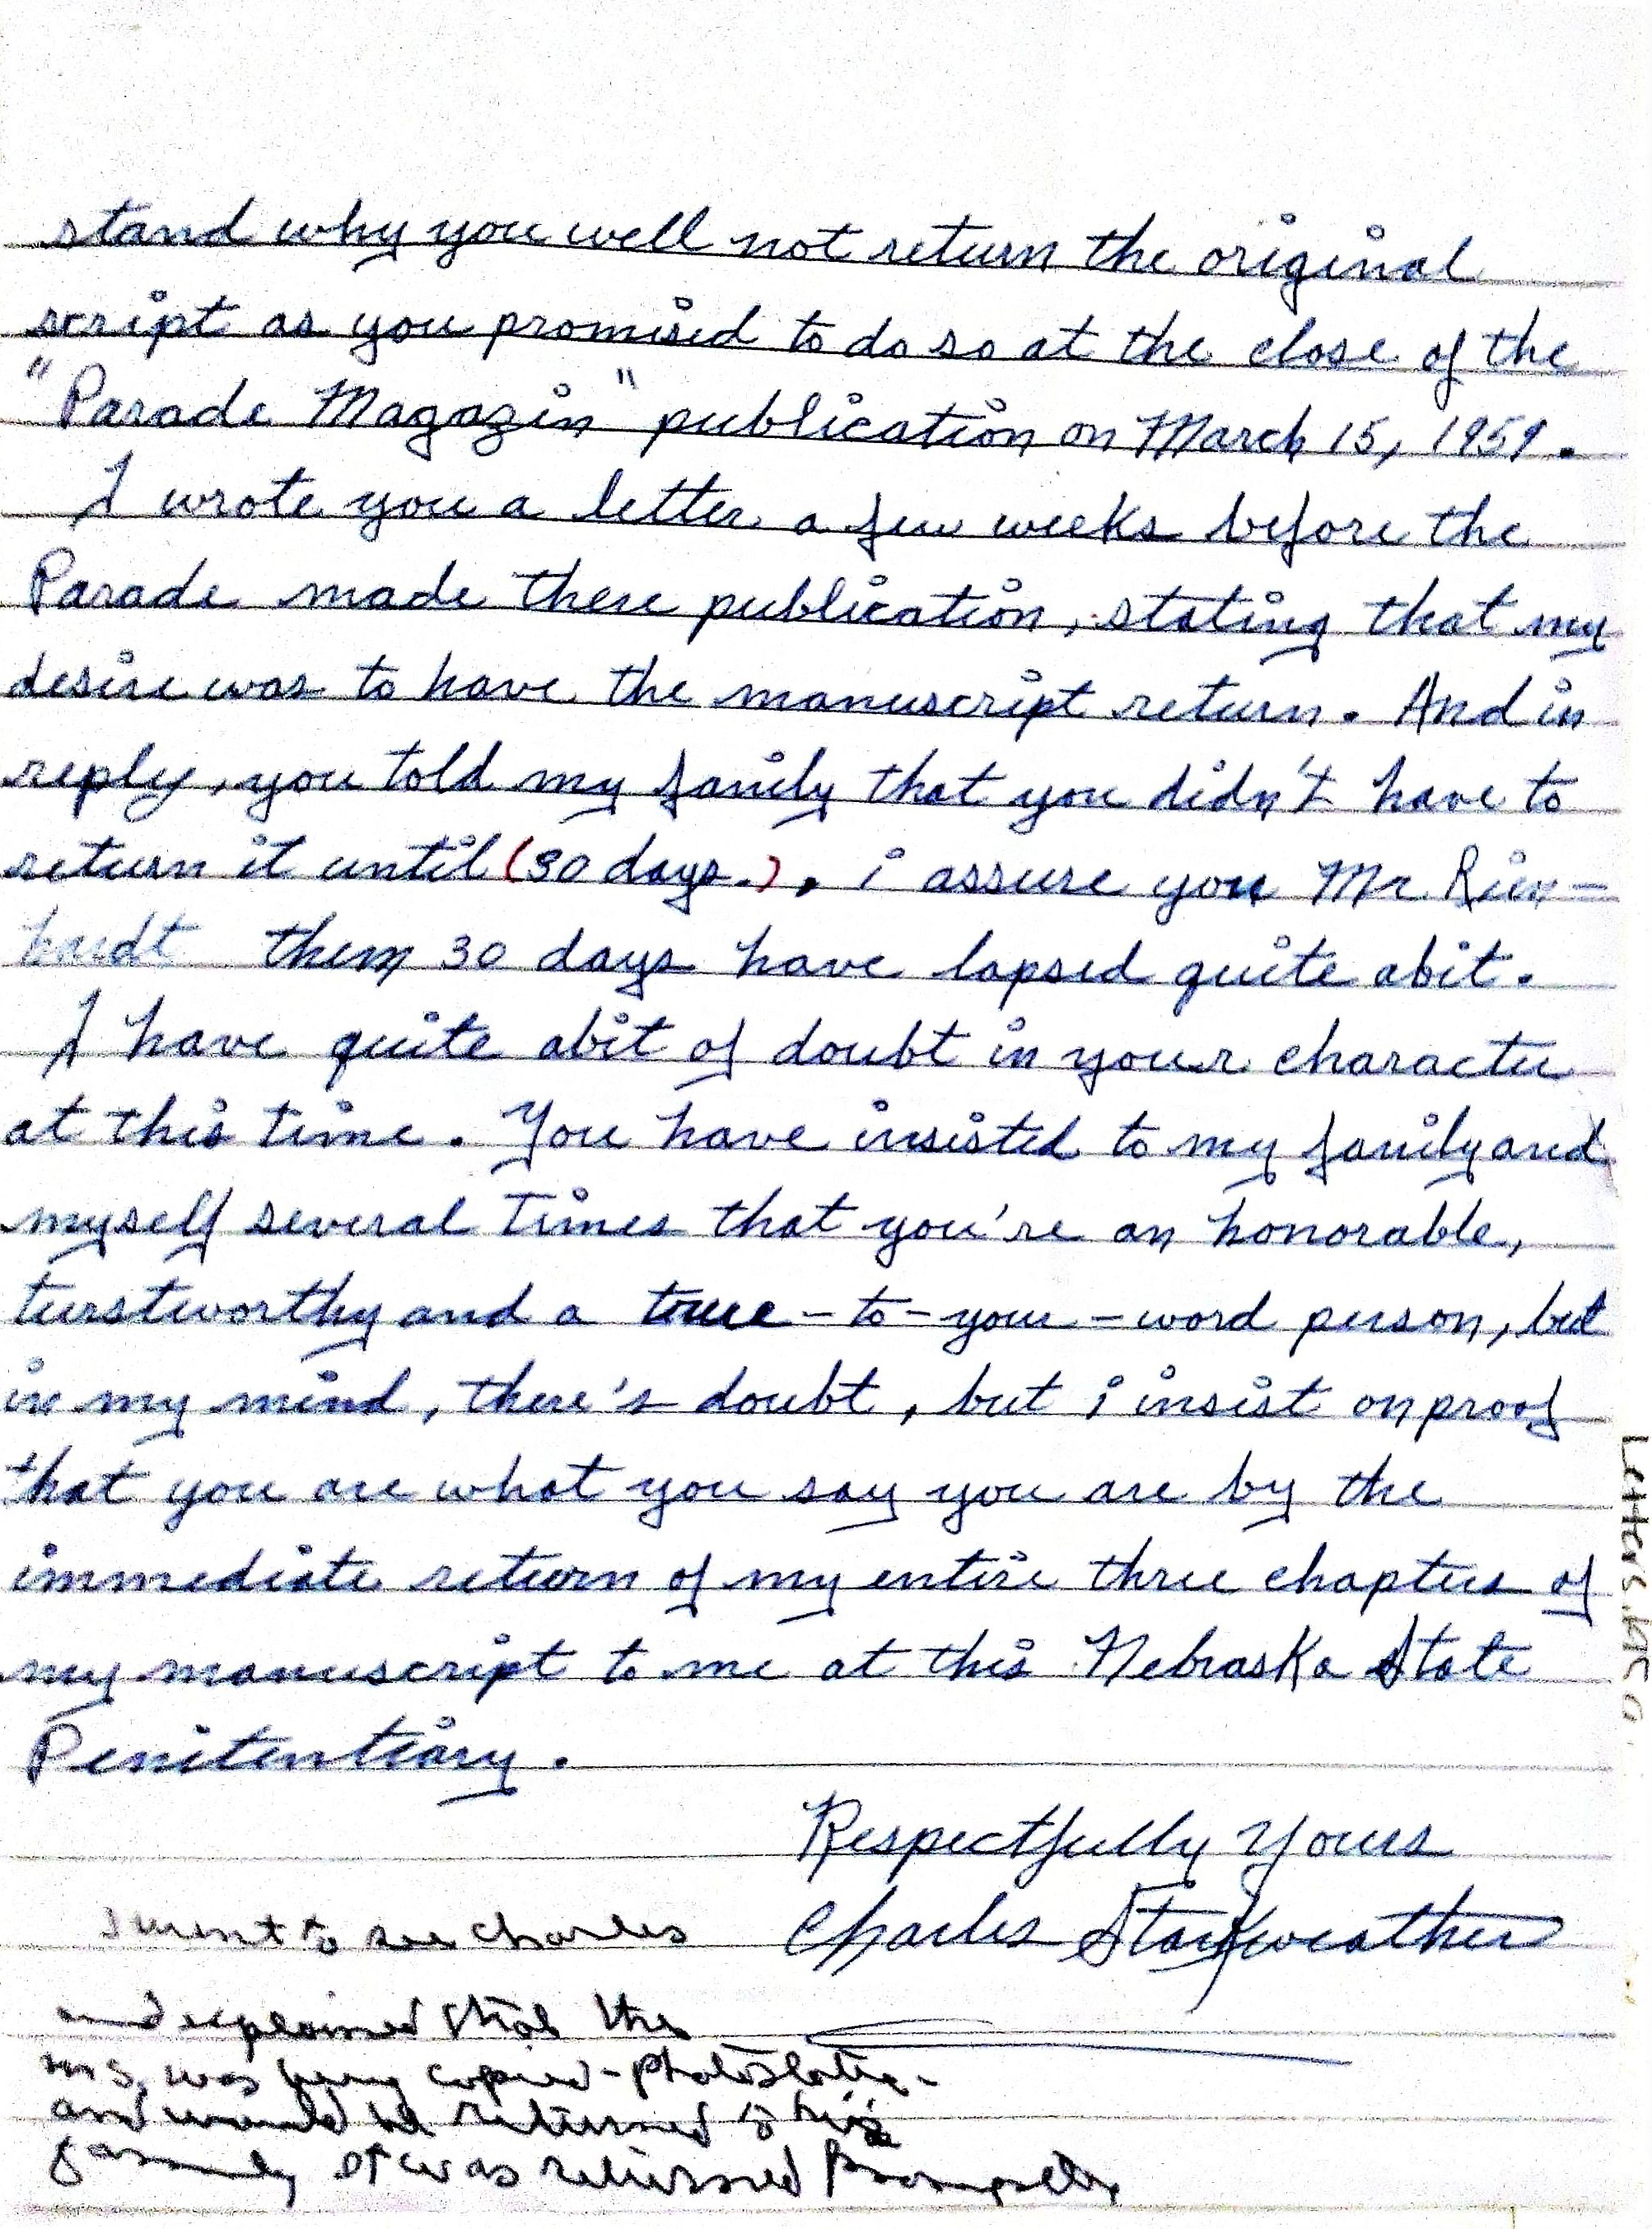 stand why you well not return the original
script as you promised to do so at the close of the
"Parade Magazin" publication on March 15, 1959.
I wrote you a letter a few weeks before the
Parade made there publication, stating that my
desire was to have the manuscript return. And in
reply, you told my family that you didn't have to
return it until (30 days.), i assure you Mr. Rien-
hardt them 30 days have lapsed quite abit.
I have quite abit of doubt in your character
at this time. You have insisted to my family and
myself several times that you're an honorable,
turstworthy and a true-to-your-word person, but
in my mind, there's doubt, but i insist on proof
that you are what you say you are by the
immediate return of my entire three chapters of
my manuscript to me at this Nebraska State
Penitentiary.
Respectfully Yours
Charles Starkweather
I went to see Charles
and explained that the
ms. was being copied-photostatic-
and would be returned to his
family It was returned promptly